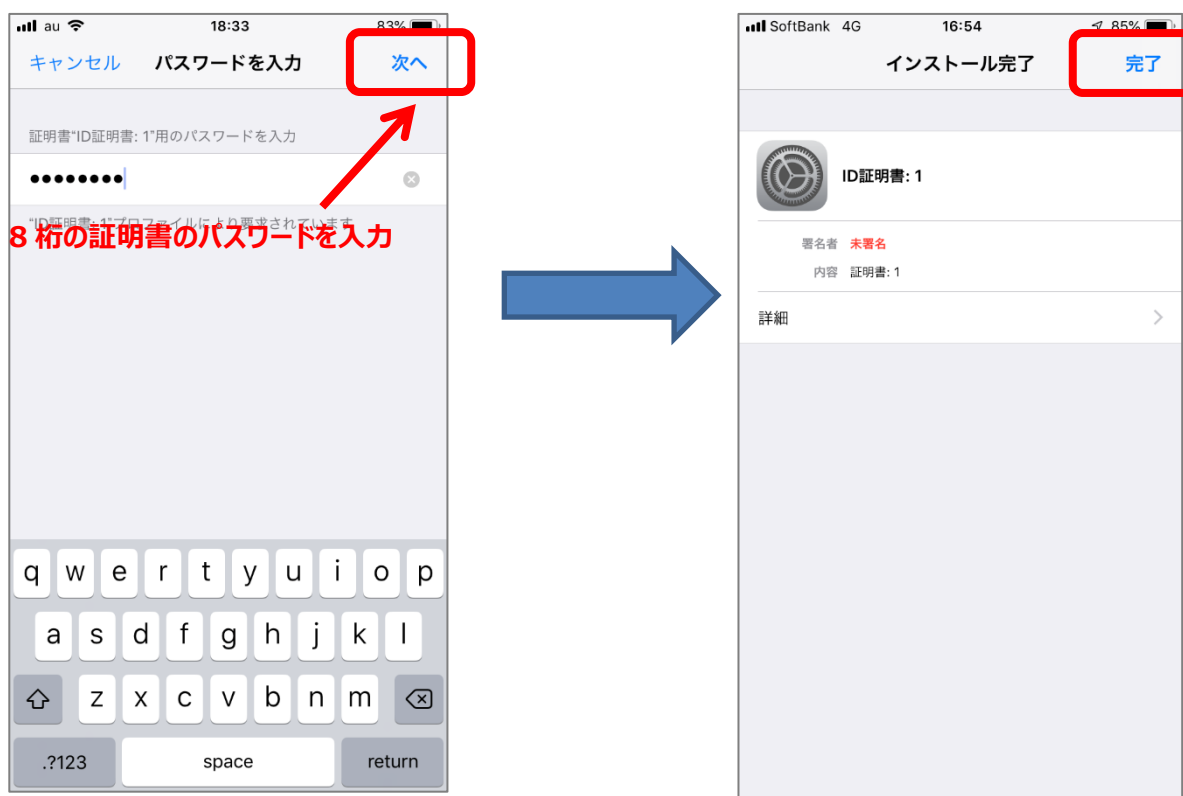 au 18:33 83%
キャンセル パスワードを入力 次へ
証明書“ID証明書: 1”用のパスワードを入力
“ID証明書: 1”プロファイルにより要求されています
8 桁の証明書のパスワードを入力
q w e r t y u i o p
a s d f g h j k l
z x c v b n m
.?123 space return
SoftBank 4G 16:54 85%
インストール完了 完了
ID証明書: 1
署名者 未署名
内容 証明書: 1
詳細